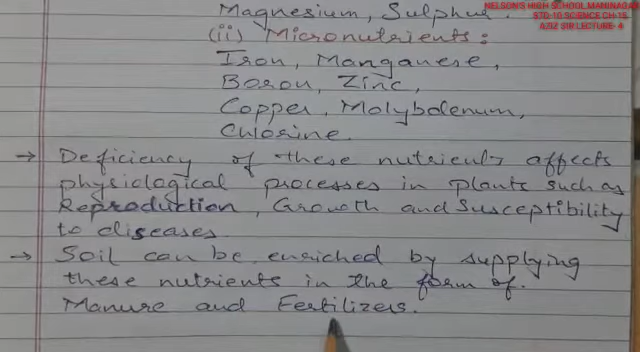 Magnesium, Sulphur.
NELSON'S HIGH SCHOOL, MANINAGAR
STD-10 SCIENCE CH-15
AJIZ SIR LECTURE- 4
(ii) Micronutrients:
Iron, Manganese,
Boron, Zinc,
Copper, Molybdenum,
Chlorine.
→ Deficiency of these nutrients affects
physiological processes in plants such as
Reproduction, Growth and Susceptibility
to diseases.
→ Soil can be enriched by supplying
these nutrients in the form of.
Manure and Fertilizers.